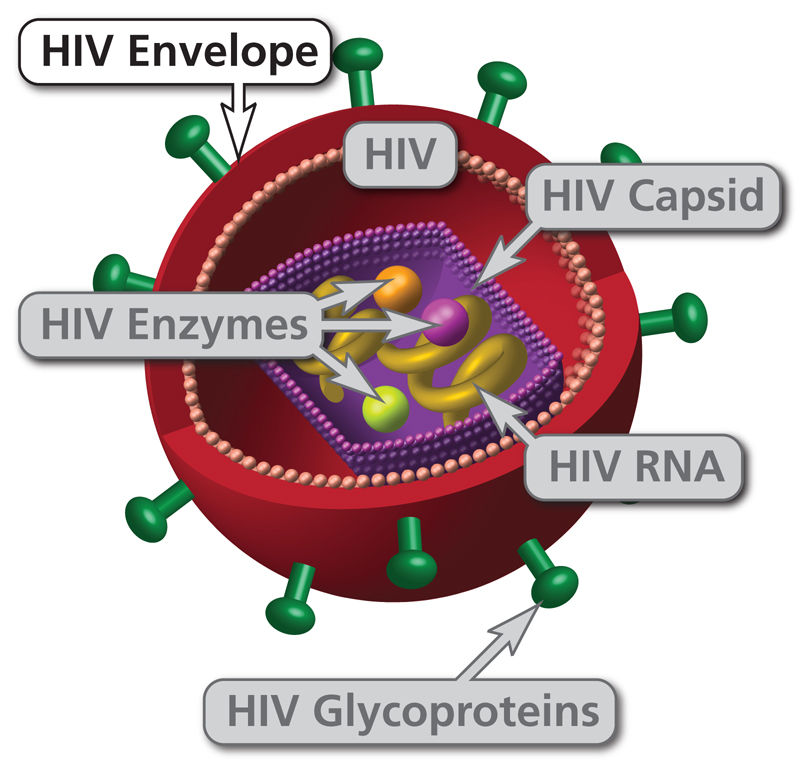 HIV Envelope
HIV
HIV Capsid
HIV Enzymes
HIV RNA
HIV Glycoproteins